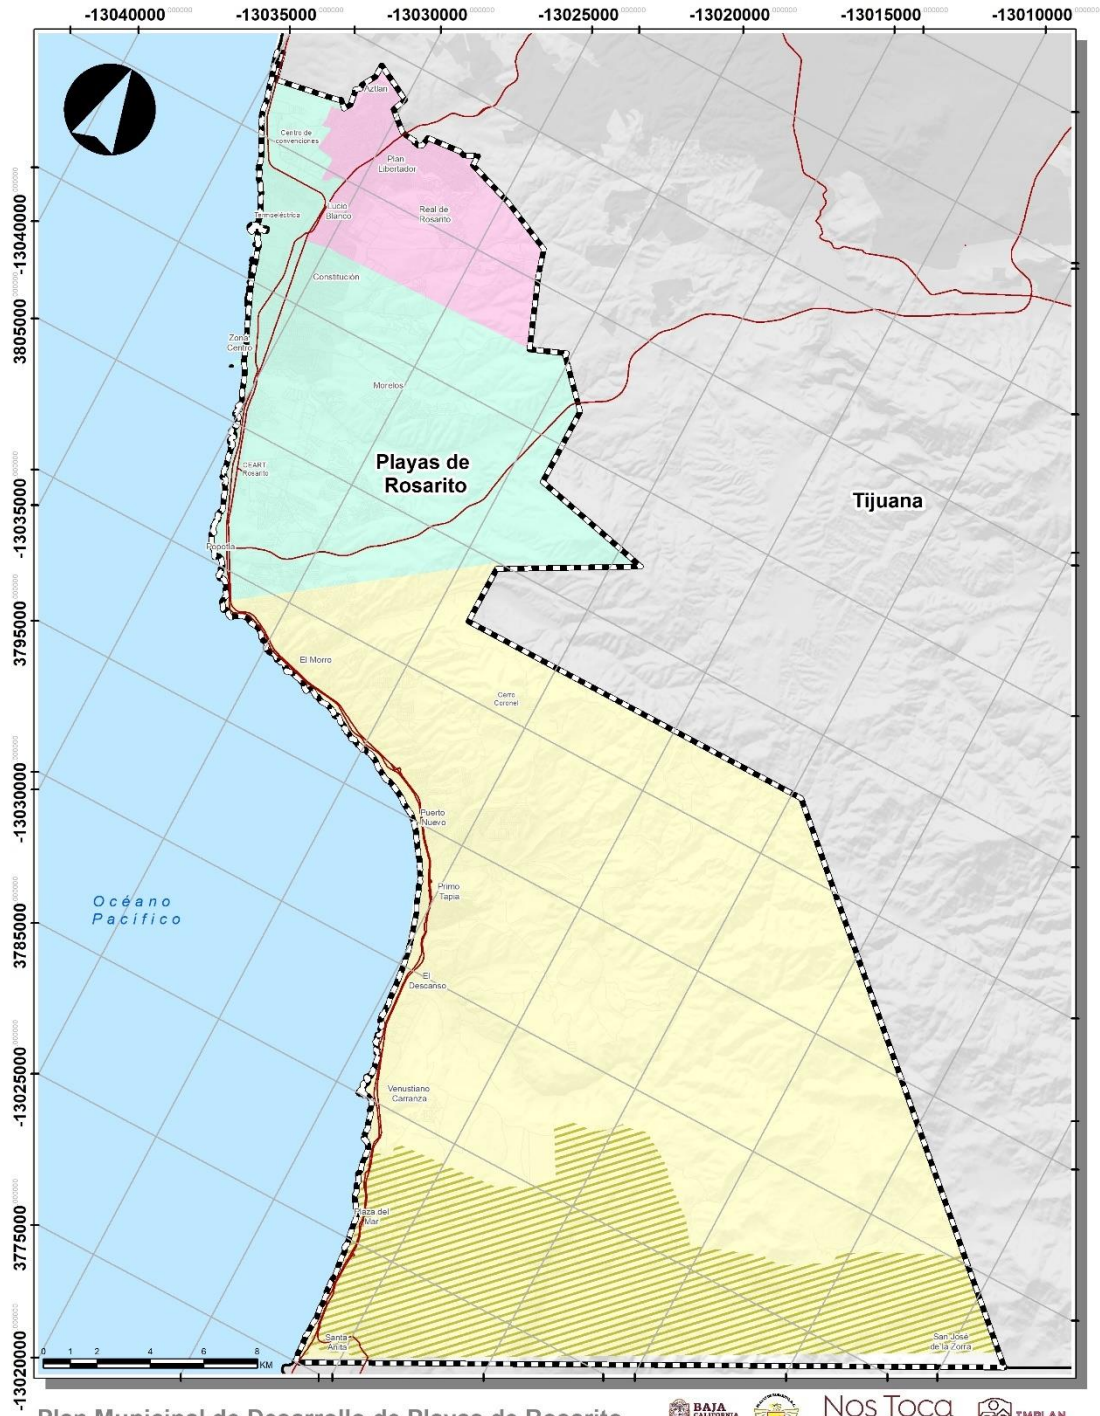 -13040000 -13035000 -13030000 -13025000 -13020000 -13015000 -13010000
-13040000
3805000
-13035000
3795000
-13030000
3785000
-13025000
3775000
-13020000
Aztlan
Centro de
convenciones
Plan
Libertador
Termoeléctrica
Lucio
Blanco
Real de
Rosarito
Constitución
Zona
Centro
Morelos
CEART
Rosarito
Playas de
Rosarito
Tijuana
Popotla
El Morro
Cerro
Coronel
Puerto
Nuevo
Primo
Tapia
Océano
Pacífico
El
Descanso
Venustiano
Carranza
Plaza del
Mar
Santa
Anita
San José
de la Zorra
0 1 2 4 6 8
KM
Plan Municipal de Desarrollo de Playas de Rosarito
BAJA
CALIFORNIA
Nos Toca
IMPLAN